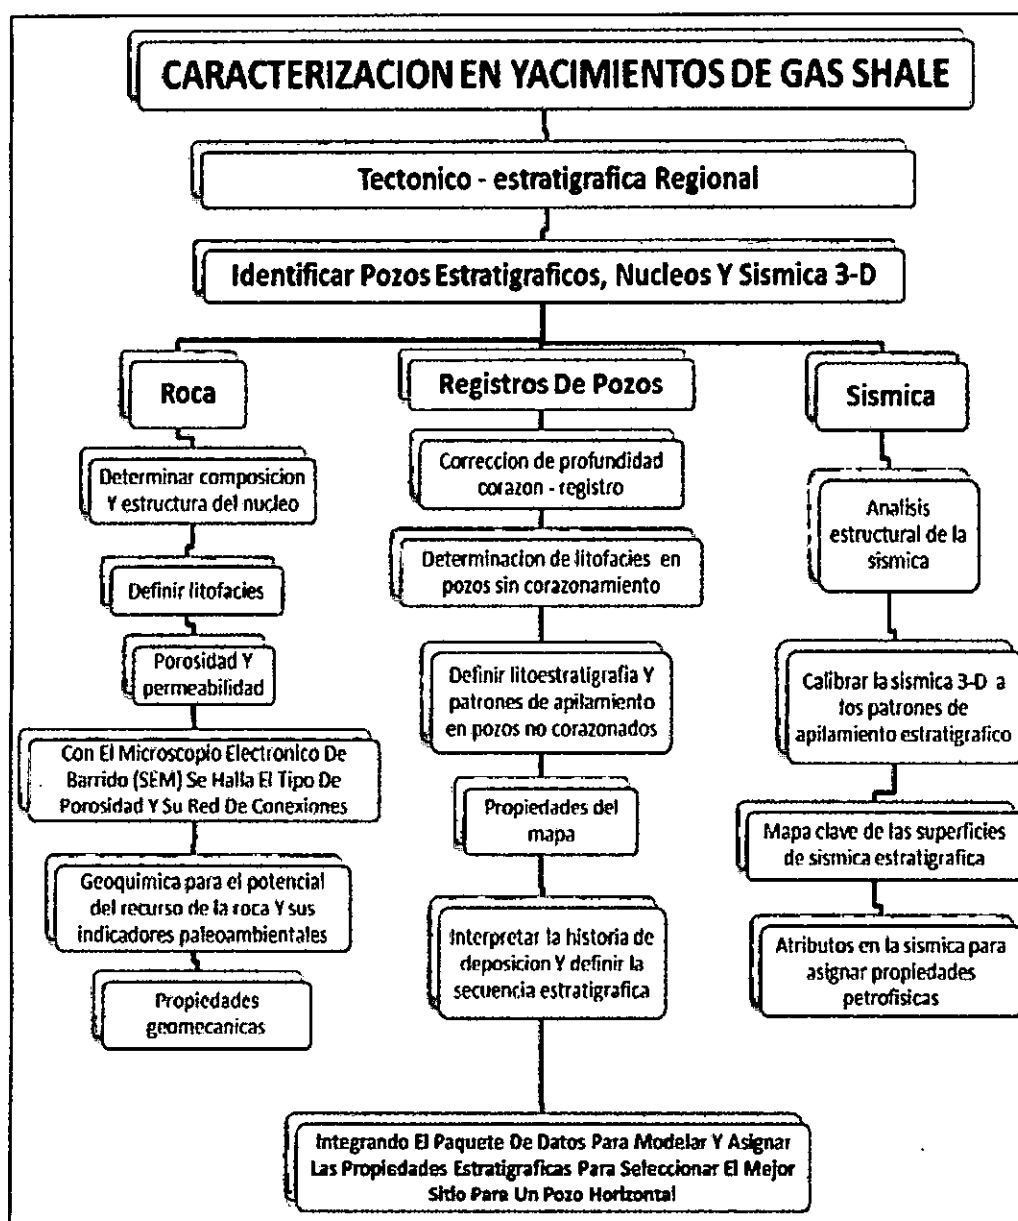 CARACTERIZACION EN YACIMIENTOS DE GAS SHALE
Tectonico - estratigrafica Regional
Identificar Pozos Estratigraficos, Nucleos Y Sismica 3-D
Roca
Determinar composicion
Y estructura del nucleo
Definir litofacies
Porosidad Y
permeabilidad
Con El Microscopio Electronico De
Barrido (SEM) Se Halla El Tipo De
Porosidad Y Su Red De Conexiones
Geoquimica para el potencial
del recurso de la roca Y sus
indicadores paleoambientales
Propiedades
geomecanicas
Registros De Pozos
Correccion de profundidad
corazon - registro
Determinacion de litofacies en
pozos sin corazonamiento
Definir litoestratigrafia Y
patrones de apilamiento
en pozos no corazonados
Propiedades del
mapa
Interpretar la historia de
deposicion Y definir la
secuencia estratigrafica
Sismica
Analisis
estructural de la
sismica
Calibrar la sismica 3-D a
los patrones de
apilamiento estratigrafico
Mapa clave de las superficies
de sismica estratigrafica
Atributos en la sismica para
asignar propiedades
petrofisicas
Integrando El Paquete De Datos Para Modelar Y Asignar
Las Propiedades Estratigraficas Para Seleccionar El Mejor
Sitio Para Un Pozo Horizontal